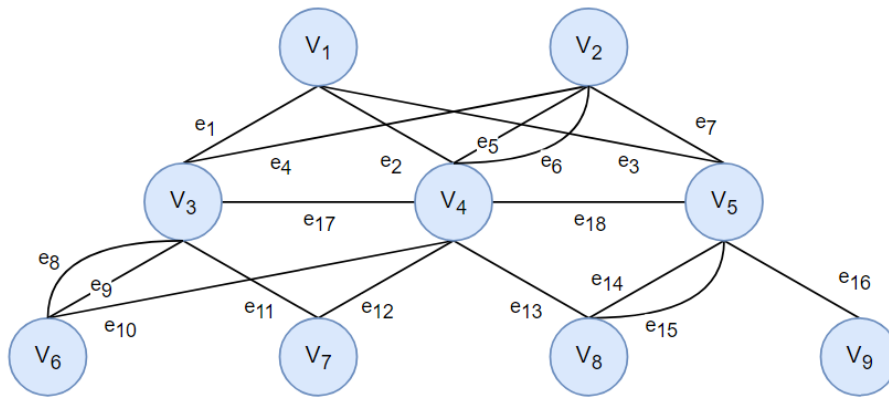 V₁ V₂
e₁ e₄ e₂ e₅ e₆ e₃ e₇
V₃ e₁₇ V₄ e₁₈ V₅
e₈ e₉ e₁₀ e₁₁ e₁₂ e₁₃ e₁₄ e₁₅ e₁₆
V₆ V₇ V₈ V₉